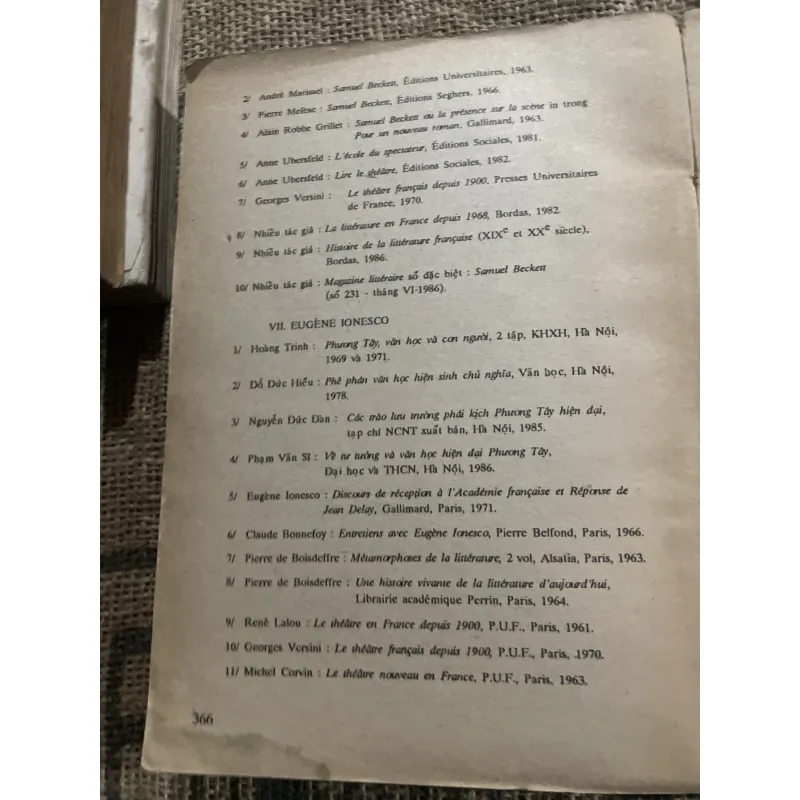 2/ André Marissel : Samuel Beckett, Éditions Universitaires, 1963.
3/ Pierre Melèse : Samuel Beckett, Éditions Seghers, 1966.
4/ Alain Robbe Grillet : Samuel Beckett ou la présence sur la scène in trong
Pour un nouveau roman, Gallimard, 1963.
5/ Anne Ubersfeld : L'école du spectateur, Éditions Sociales, 1981.
6/ Anne Ubersfeld : Lire le théâtre, Éditions Sociales, 1982.
7/ Georges Versini : Le théâtre français depuis 1900, Presses Universitaires
de France, 1970.
8/ Nhiều tác giả : La littérature en France depuis 1968, Bordas, 1982.
9/ Nhiều tác giả : Histoire de la littérature française (XIXe et XXe siècle),
Bordas, 1986.
10/ Nhiều tác giả : Magazine littéraire số đặc biệt : Samuel Beckett
(số 231 - tháng VI-1986).
VII. EUGÈNE IONESCO
1/ Hoàng Trinh : Phương Tây, văn học và con người, 2 tập, KHXH, Hà Nội,
1969 và 1971.
2/ Đỗ Đức Hiểu : Phê phán văn học hiện sinh chủ nghĩa, Văn học, Hà Nội,
1978.
3/ Nguyễn Đức Đàn : Các trào lưu trường phái kịch Phương Tây hiện đại,
tạp chí NCNT xuất bản, Hà Nội, 1985.
4/ Phạm Văn Sĩ : Về tư tưởng và văn học hiện đại Phương Tây,
Đại học và THCN, Hà Nội, 1986.
5/ Eugène Ionesco : Discours de réception à l'Académie française et Réponse de
Jean Delay, Gallimard, Paris, 1971.
6/ Claude Bonnefoy : Entretiens avec Eugène Ionesco, Pierre Belfond, Paris, 1966.
7/ Pierre de Boisdeffre : Métamorphoses de la littérature, 2 vol, Alsatia, Paris, 1963.
8/ Pierre de Boisdeffre : Une histoire vivante de la littérature d'aujourd'hui,
Librairie académique Perrin, Paris, 1964.
9/ René Lalou : Le théâtre en France depuis 1900, P.U.F., Paris, 1961.
10/ Georges Versini : Le théâtre français depuis 1900, P.U.F., Paris, 1970.
11/ Michel Corvin : Le théâtre nouveau en France, P.U.F., Paris, 1963.
366